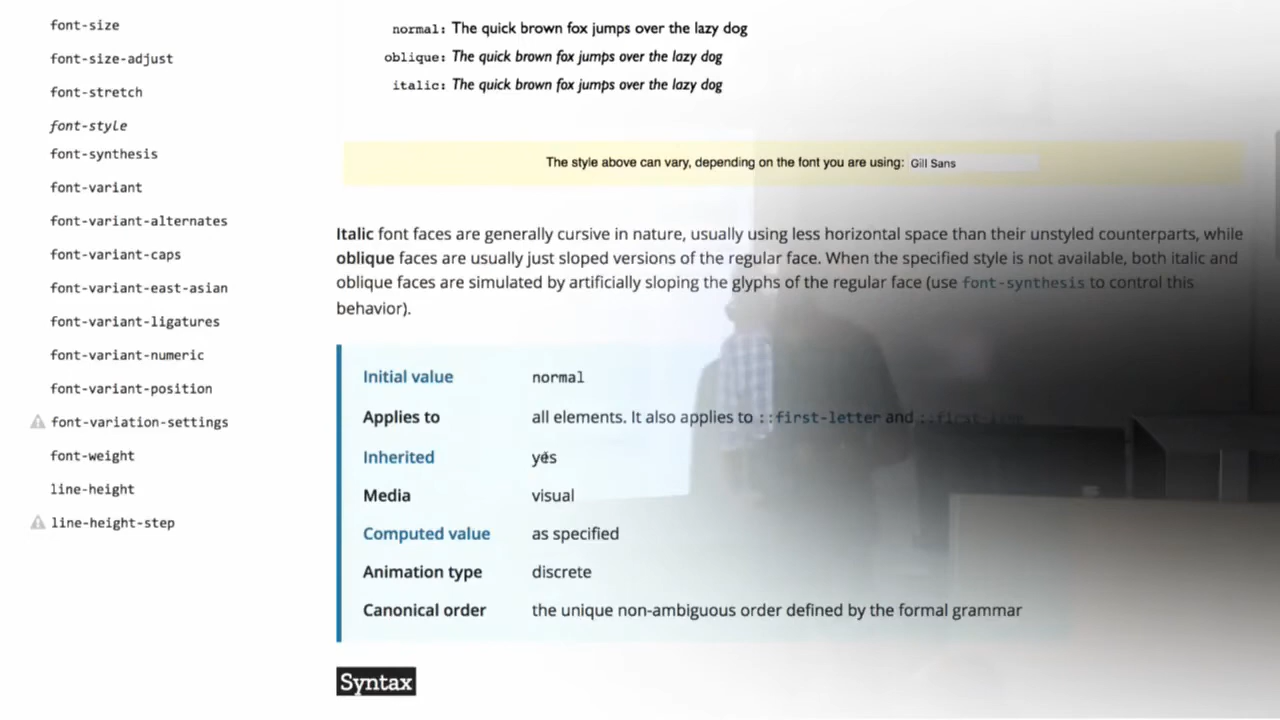 font-size
font-size-adjust
font-stretch
font-style
font-synthesis
font-variant
font-variant-alternates
font-variant-caps
font-variant-east-asian
font-variant-ligatures
font-variant-numeric
font-variant-position
font-variation-settings
font-weight
line-height
line-height-step
normal: The quick brown fox jumps over the lazy dog
oblique: The quick brown fox jumps over the lazy dog
italic: The quick brown fox jumps over the lazy dog
The style above can vary, depending on the font you are using: Gill Sans
Italic font faces are generally cursive in nature, usually using less horizontal space than their unstyled counterparts, while
oblique faces are usually just sloped versions of the regular face. When the specified style is not available, both italic and
oblique faces are simulated by artificially sloping the glyphs of the regular face (use font-synthesis to control this
behavior).
Initial value normal
Applies to all elements. It also applies to ::first-letter and ::first-line.
Inherited yes
Media visual
Computed value as specified
Animation type discrete
Canonical order the unique non-ambiguous order defined by the formal grammar
Syntax